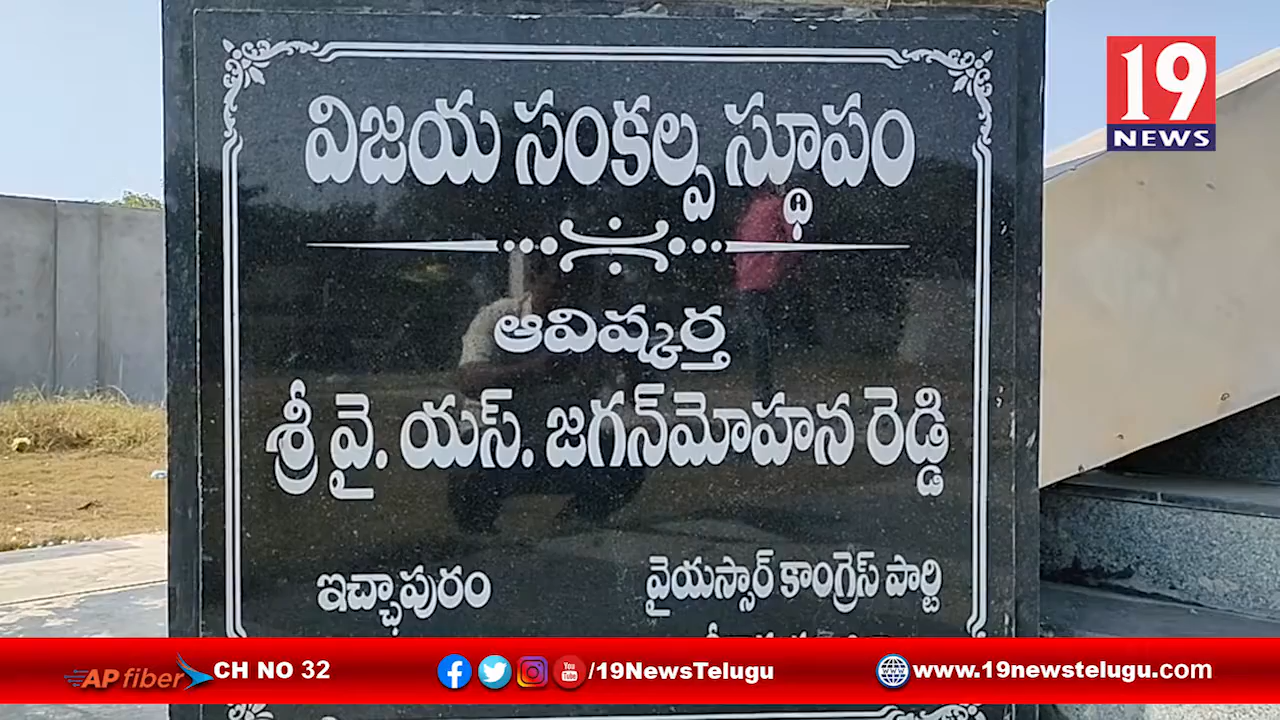 19
NEWS
విజయ సంకల్ప స్థూపం
ఆవిష్కర్త
శ్రీ వై. యస్. జగన్‌మోహన రెడ్డి
ఇచ్ఛాపురం
వైయస్సార్ కాంగ్రెస్ పార్టి
AP fiber CH NO 32 /19NewsTelugu www.19newstelugu.com